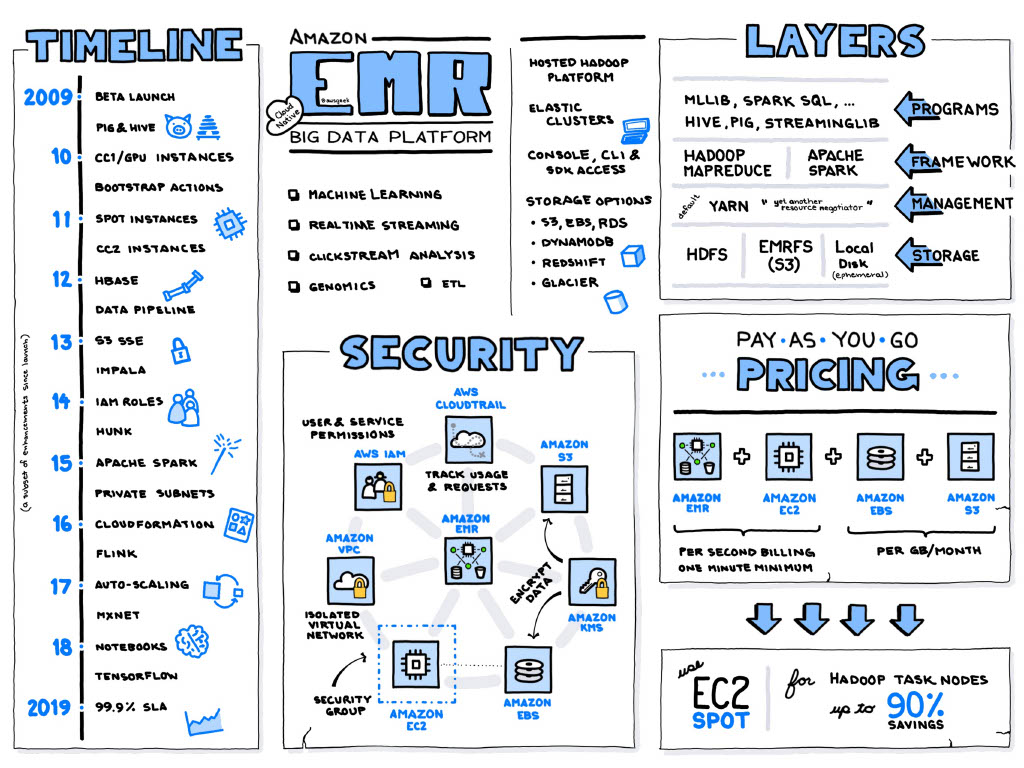 TIMELINE
2009
BETA LAUNCH
PIG & HIVE
10
CC1/GPU INSTANCES
BOOTSTRAP ACTIONS
11
SPOT INSTANCES
CC2 INSTANCES
12
HBASE
DATA PIPELINE
13
S3 SSE
IMPALA
14
IAM ROLES
HUNK
15
APACHE SPARK
PRIVATE SUBNETS
16
CLOUDFORMATION
FLINK
17
AUTO-SCALING
MXNET
18
NOTEBOOKS
TENSORFLOW
2019
99.9% SLA
(a subset of enhancements since launch)
AMAZON
EMR
@awsgeek
Cloud
Native
BIG DATA PLATFORM
MACHINE LEARNING
REALTIME STREAMING
CLICKSTREAM ANALYSIS
GENOMICS
ETL
HOSTED HADOOP
PLATFORM
ELASTIC
CLUSTERS
CONSOLE, CLI &
SDK ACCESS
STORAGE OPTIONS
• S3, EBS, RDS
• DYNAMODB
• REDSHIFT
• GLACIER
SECURITY
AWS
CLOUDTRAIL
TRACK USAGE
& REQUESTS
USER & SERVICE
PERMISSIONS
AWS IAM
AMAZON
S3
AMAZON
EMR
AMAZON
VPC
ISOLATED
VIRTUAL
NETWORK
ENCRYPT
DATA
AMAZON
KMS
SECURITY
GROUP
AMAZON
EC2
AMAZON
EBS
LAYERS
MLLIB, SPARK SQL, ...
HIVE, PIG, STREAMINGLIB
PROGRAMS
HADOOP
MAPREDUCE
APACHE
SPARK
FRAMEWORK
default
YARN
"yet another
resource negotiator"
MANAGEMENT
HDFS
EMRFS
(S3)
Local
Disk
(ephemeral)
STORAGE
PAY • AS • YOU • GO
••• PRICING •••
AMAZON
EMR
+
AMAZON
EC2
+
AMAZON
EBS
+
AMAZON
S3
PER SECOND BILLING
ONE MINUTE MINIMUM
PER GB/MONTH
use
EC2
SPOT
for
HADOOP TASK NODES
up to
90%
SAVINGS